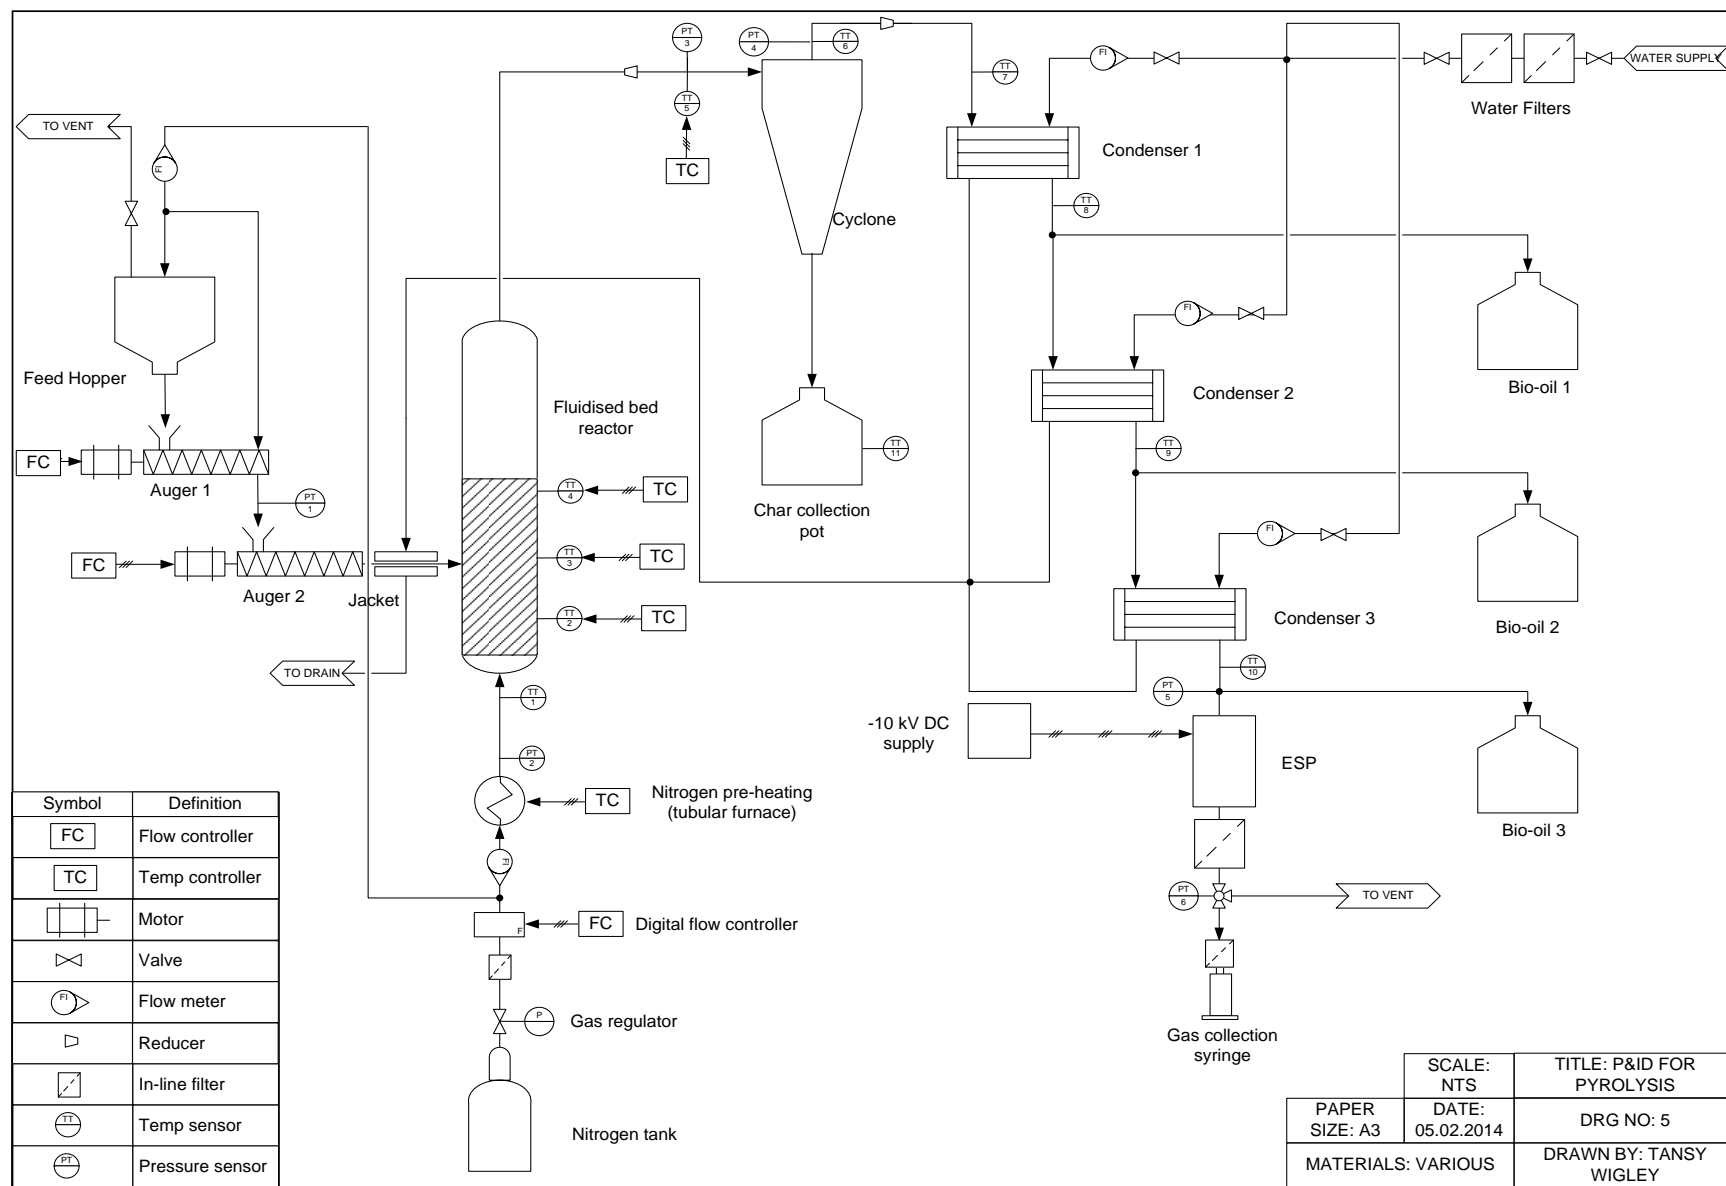 PT
3
PT
4
TT
6
TT
7
FI
WATER SUPPLY
Water Filters
TO VENT
FI
TT
5
TC
Condenser 1
Cyclone
TT
8
Feed Hopper
FI
Condenser 2
Bio-oil 1
Fluidised bed
reactor
FC
Auger 1
PT
1
TT
4
TC
TT
11
TT
9
Char collection
pot
FC
Auger 2
Jacket
TT
3
TC
FI
TT
2
TC
Condenser 3
Bio-oil 2
TO DRAIN
TT
1
TT
10
PT
5
-10 kV DC
supply
ESP
PT
2
TC
Nitrogen pre-heating
(tubular furnace)
Bio-oil 3
FI
F
FC
Digital flow controller
PT
6
TO VENT
P
Gas regulator
Gas collection
syringe
Nitrogen tank
Symbol Definition
FC Flow controller
TC Temp controller
Motor
Valve
FI Flow meter
Reducer
In-line filter
TT Temp sensor
PT Pressure sensor
SCALE:
NTS
TITLE: P&ID FOR
PYROLYSIS
PAPER
SIZE: A3
DATE:
05.02.2014
DRG NO: 5
MATERIALS: VARIOUS
DRAWN BY: TANSY
WIGLEY